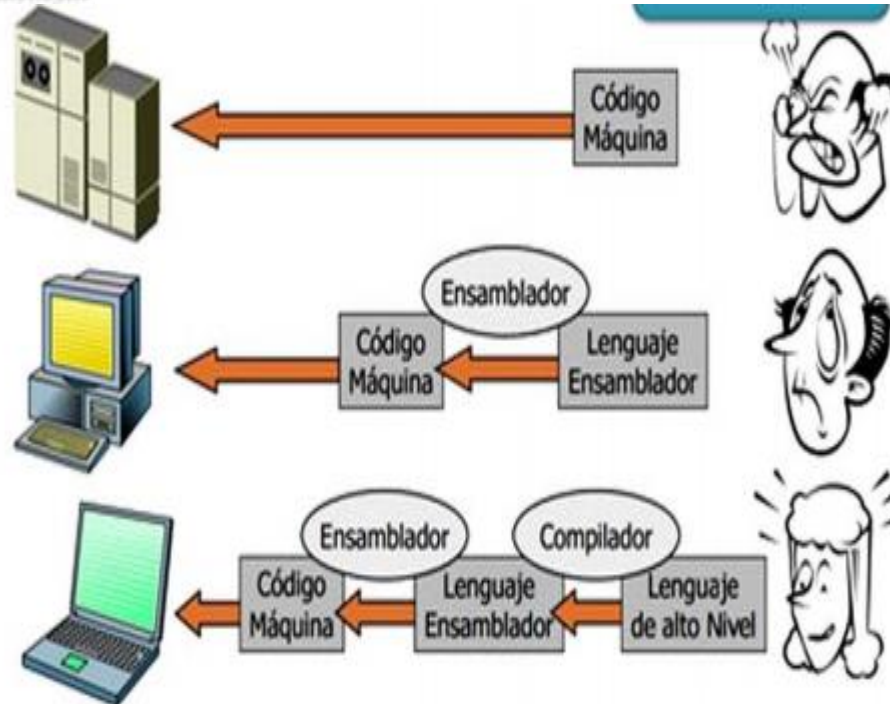 Código
Máquina
Ensamblador
Código
Máquina
Lenguaje
Ensamblador
Ensamblador
Compilador
Código
Máquina
Lenguaje
Ensamblador
Lenguaje
de alto Nivel